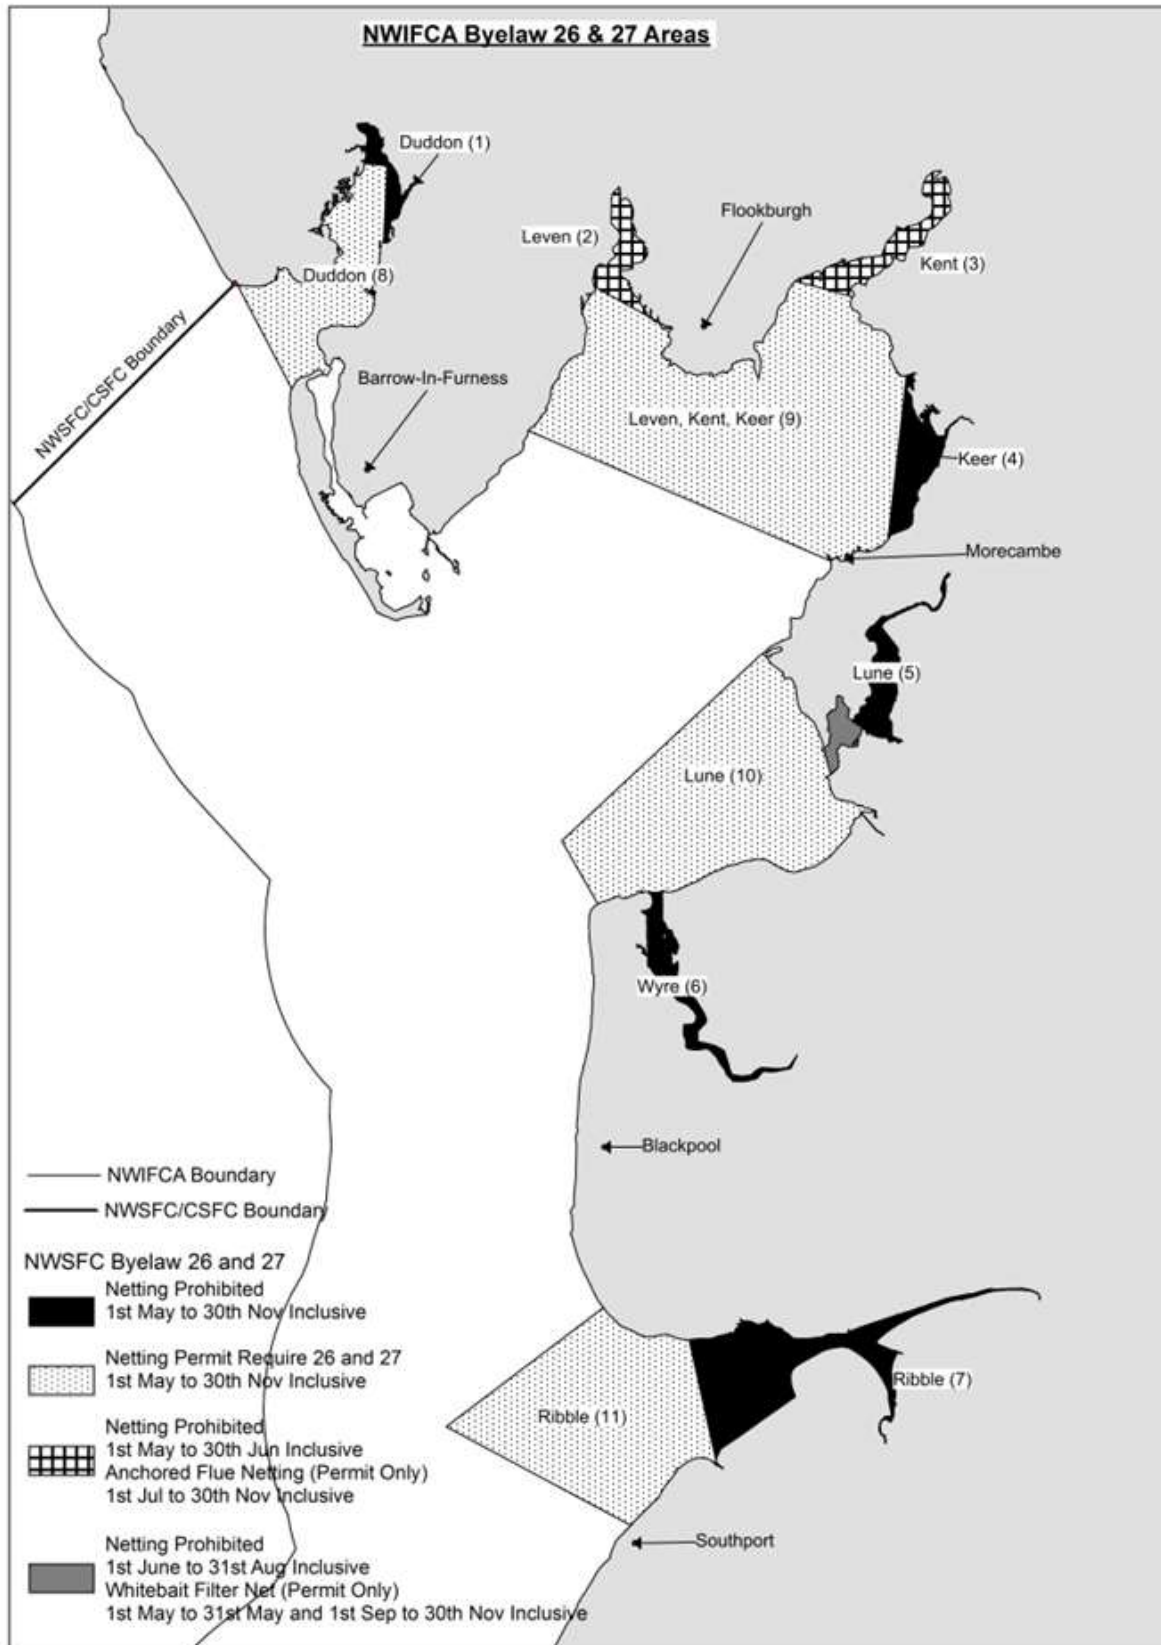 NWIFCA Byelaw 26 & 27 Areas
Duddon (1)
Flookburgh
Leven (2)
Kent (3)
Duddon (8)
NWSFC/CSFC Boundary
Barrow-In-Furness
Leven, Kent, Keer (9)
Keer (4)
Morecambe
Lune (5)
Lune (10)
Wyre (6)
Blackpool
NWIFCA Boundary
NWSFC/CSFC Boundary
NWSFC Byelaw 26 and 27
Netting Prohibited
1st May to 30th Nov Inclusive
Netting Permit Require 26 and 27
1st May to 30th Nov Inclusive
Netting Prohibited
1st May to 30th Jun Inclusive
Anchored Flue Netting (Permit Only)
1st Jul to 30th Nov Inclusive
Netting Prohibited
1st June to 31st Aug Inclusive
Whitebait Filter Net (Permit Only)
1st May to 31st May and 1st Sep to 30th Nov Inclusive
Ribble (7)
Ribble (11)
Southport